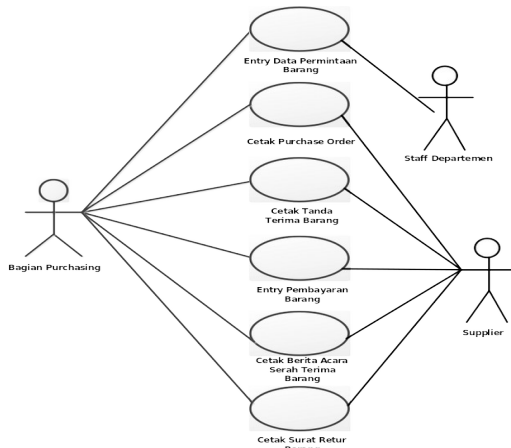 Entry Data Permintaan
Barang
Cetak Purchase Order
Staff Departemen
Cetak Tanda
Terima Barang
Bagian Purchasing
Entry Pembayaran
Barang
Supplier
Cetak Berita Acara
Serah Terima
Barang
Cetak Surat Retur